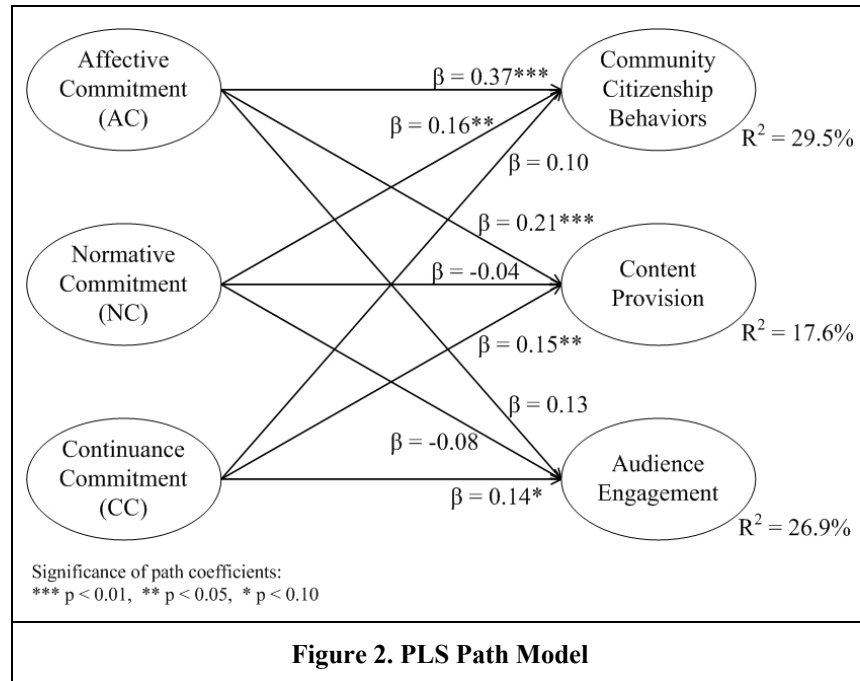 Affective
Commitment
(AC)
Community
Citizenship
Behaviors
β = 0.37***
β = 0.16**
R² = 29.5%
β = 0.10
β = 0.21***
Normative
Commitment
(NC)
β = -0.04
Content
Provision
R² = 17.6%
β = 0.15**
β = 0.13
β = -0.08
Continuance
Commitment
(CC)
Audience
Engagement
β = 0.14*
R² = 26.9%
Significance of path coefficients:
*** p < 0.01, ** p < 0.05, * p < 0.10
Figure 2. PLS Path Model